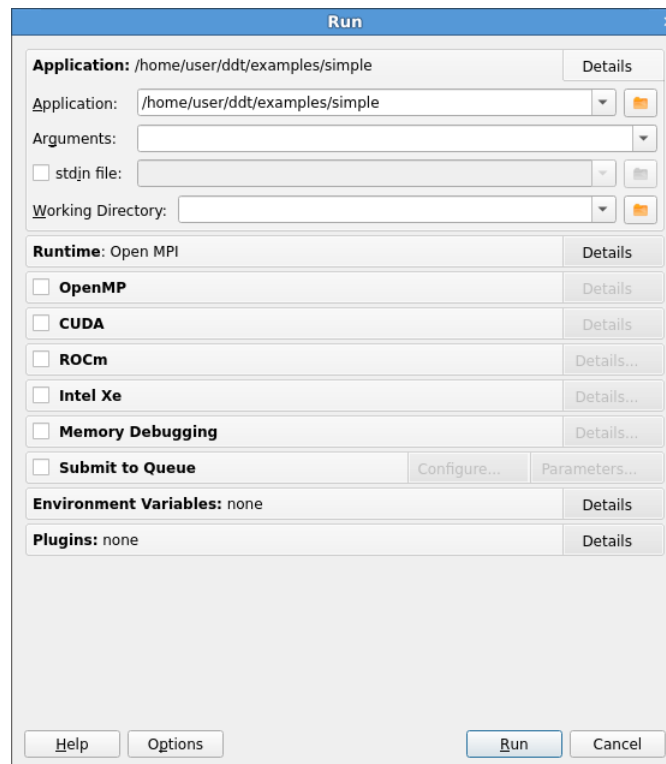 Run
Application: /home/user/ddt/examples/simple Details
Application: /home/user/ddt/examples/simple
Arguments:
stdin file:
Working Directory:
Runtime: Open MPI Details
OpenMP Details
CUDA Details
ROCm Details...
Intel Xe Details...
Memory Debugging Details...
Submit to Queue Configure... Parameters...
Environment Variables: none Details
Plugins: none Details
Help Options Run Cancel